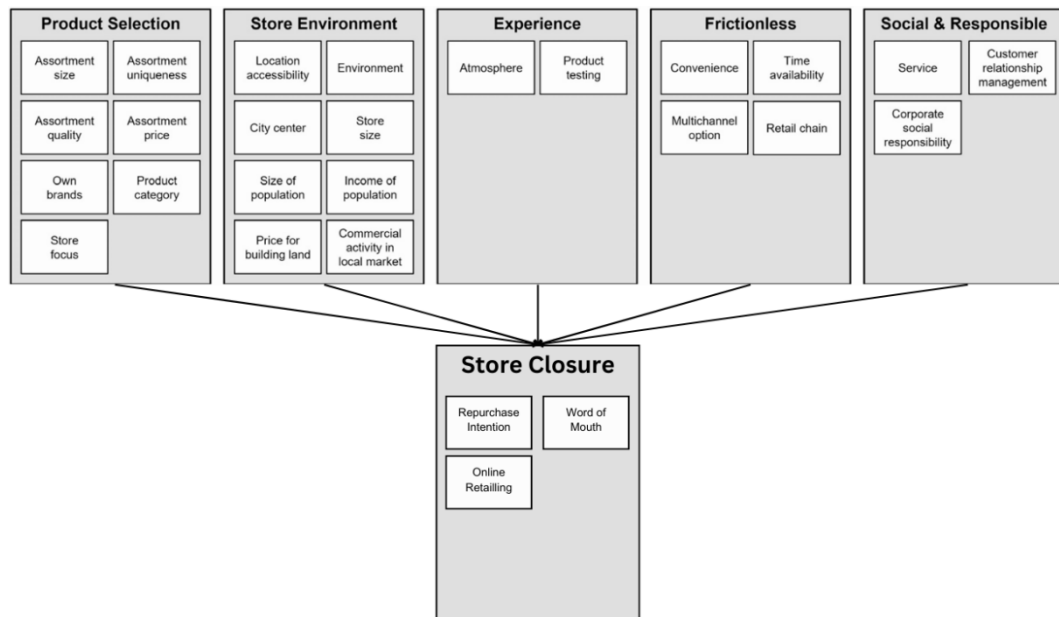 Product Selection
Assortment
size
Assortment
uniqueness
Assortment
quality
Assortment
price
Own
brands
Product
category
Store
focus
Store Environment
Location
accessibility
Environment
City center
Store
size
Size of
population
Income of
population
Price for
building land
Commercial
activity in
local market
Experience
Atmosphere
Product
testing
Frictionless
Convenience
Time
availability
Multichannel
option
Retail chain
Social & Responsible
Service
Customer
relationship
management
Corporate
social
responsibility
Store Closure
Repurchase
Intention
Word of
Mouth
Online
Retailling